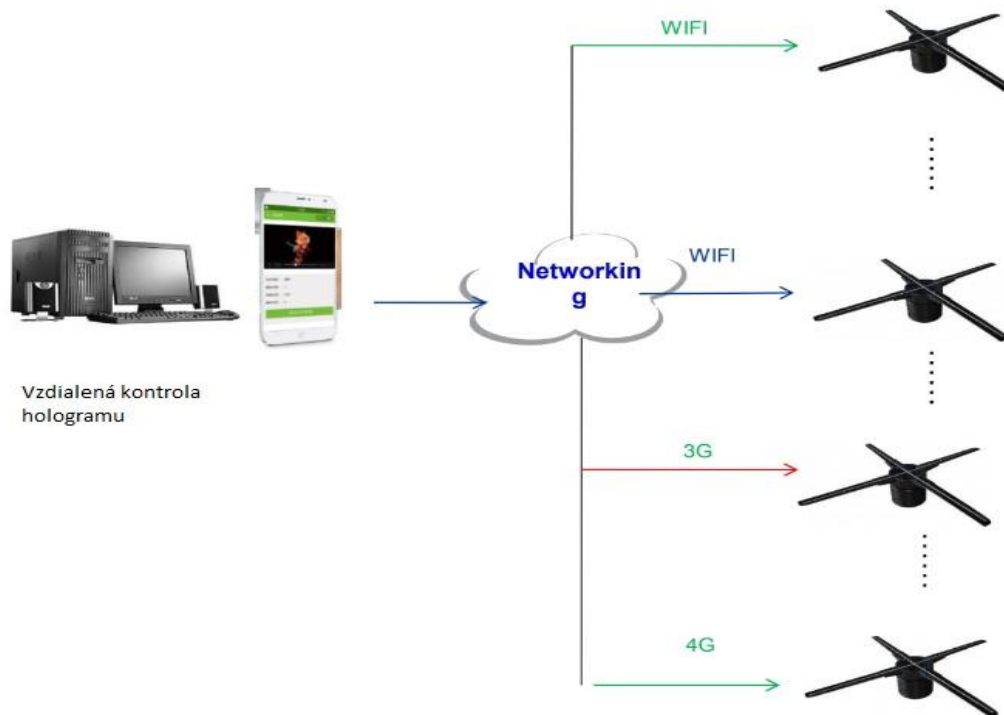 WIFI
Networkin
g
WIFI
Vzdialená kontrola
hologramu
3G
4G